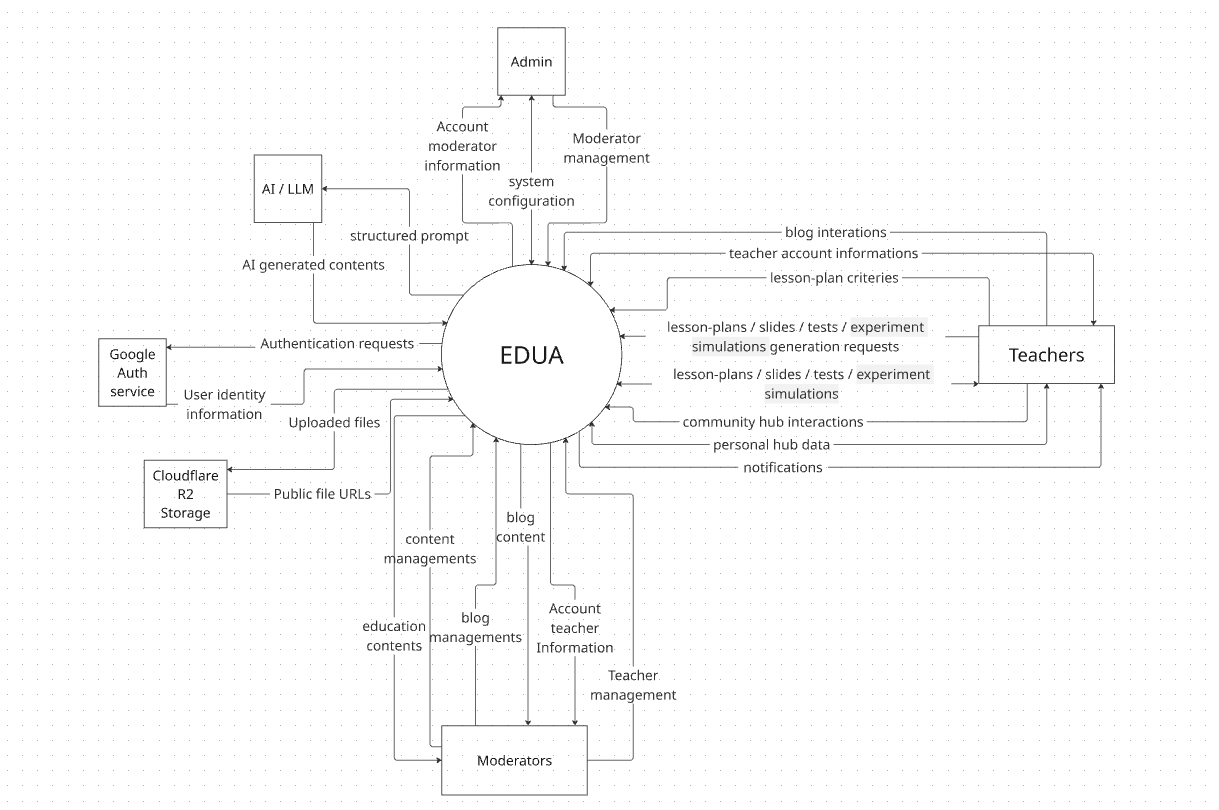 Admin
Account
moderator
information
Moderator
management
system
configuration
AI / LLM
structured prompt
AI generated contents
blog interations
teacher account informations
lesson-plan criteries
lesson-plans / slides / tests / experiment
simulations generation requests
Teachers
lesson-plans / slides / tests / experiment
simulations
community hub interactions
personal hub data
notifications
EDUA
Google
Auth
service
Authentication requests
User identity
information
Uploaded files
Cloudflare
R2
Storage
Public file URLs
content
managements
blog
content
education
contents
blog
managements
Account
teacher
Information
Teacher
management
Moderators